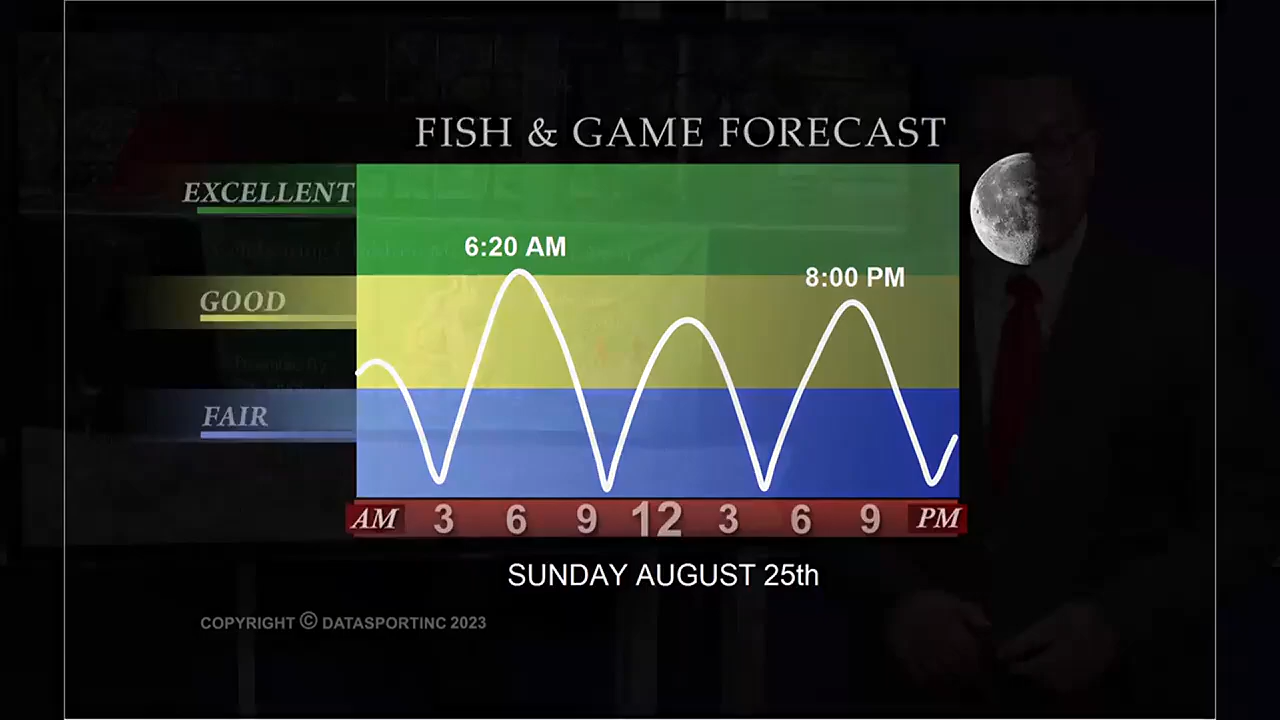 FISH & GAME FORECAST
EXCELLENT
6:20 AM
8:00 PM
GOOD
FAIR
AM 3 6 9 12 3 6 9 PM
SUNDAY AUGUST 25th
COPYRIGHT © DATASPORTINC 2023